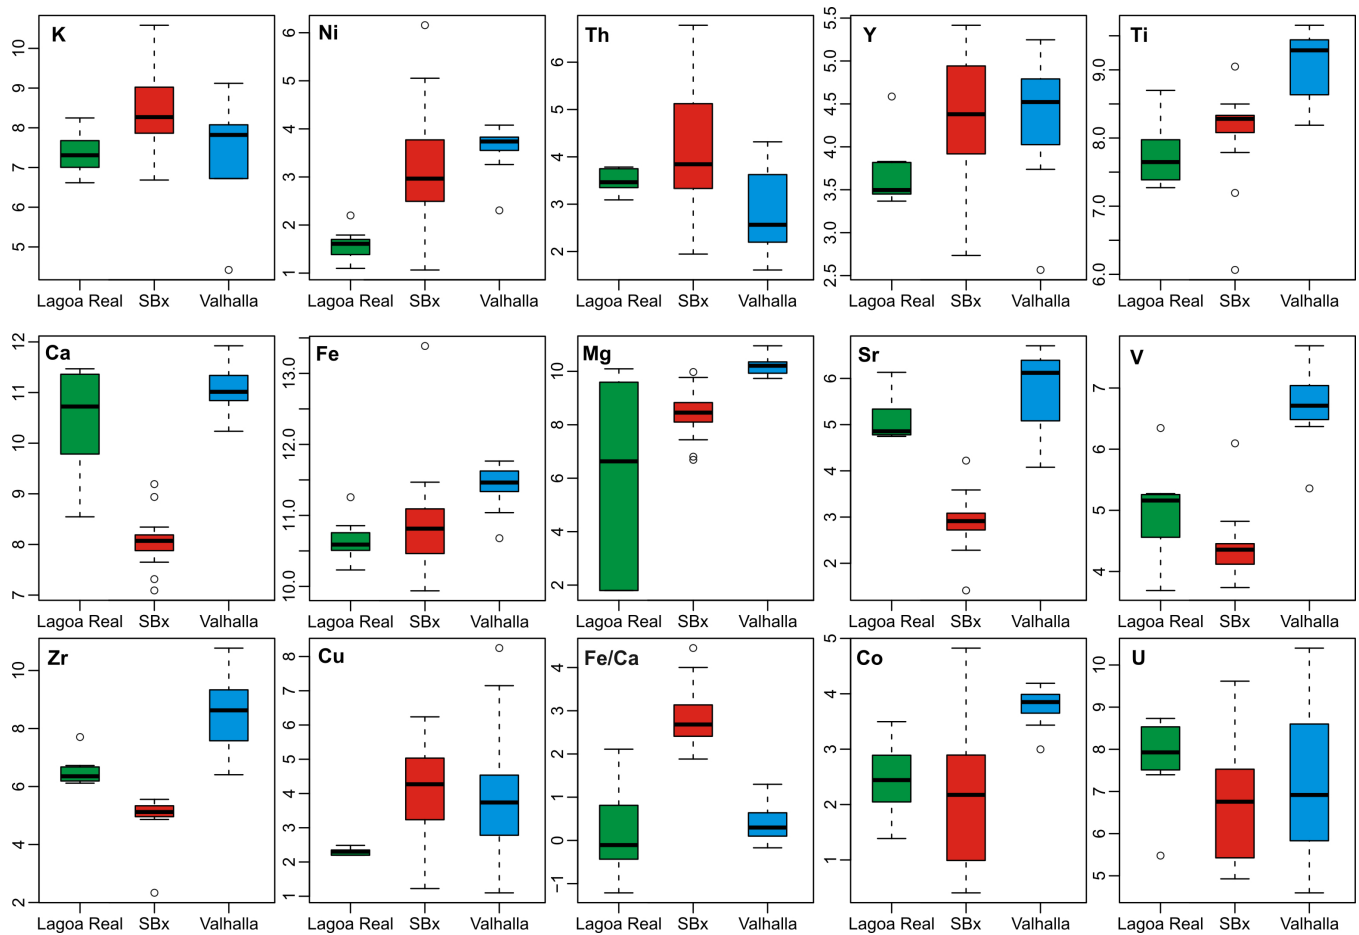 K
10
9
8
7
6
5
Lagoa Real SBx Valhalla
Ni
6
5
4
3
2
1
Lagoa Real SBx Valhalla
Th
6
5
4
3
2
Lagoa Real SBx Valhalla
Y
5.5
5.0
4.5
4.0
3.5
3.0
2.5
Lagoa Real SBx Valhalla
Ti
9.0
8.0
7.0
6.0
Lagoa Real SBx Valhalla
Ca
12
11
10
9
8
7
Lagoa Real SBx Valhalla
Fe
13.0
12.0
11.0
10.0
Lagoa Real SBx Valhalla
Mg
10
8
6
4
2
Lagoa Real SBx Valhalla
Sr
6
5
4
3
2
Lagoa Real SBx Valhalla
V
7
6
5
4
Lagoa Real SBx Valhalla
Zr
10
8
6
4
2
Lagoa Real SBx Valhalla
Cu
8
7
6
5
4
3
2
1
Lagoa Real SBx Valhalla
Fe/Ca
4
3
2
1
0
−1
Lagoa Real SBx Valhalla
Co
5
4
3
2
1
Lagoa Real SBx Valhalla
U
10
9
8
7
6
5
Lagoa Real SBx Valhalla